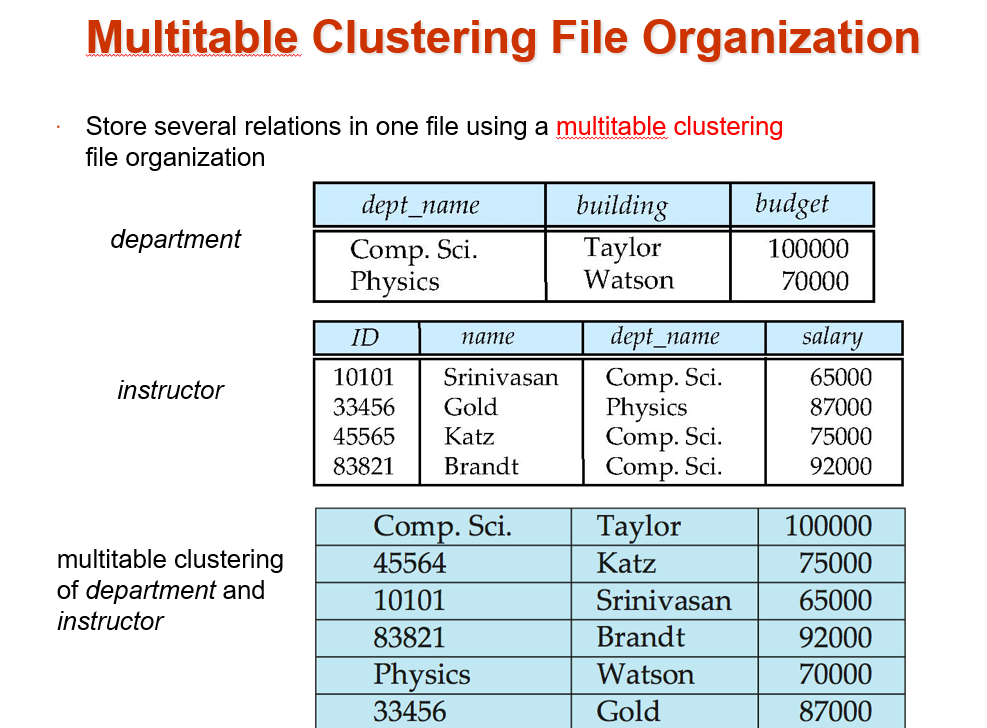 Multitable Clustering File Organization
Store several relations in one file using a multitable clustering
file organization
department
dept_name building budget
Comp. Sci. Taylor 100000
Physics Watson 70000
instructor
ID name dept_name salary
10101 Srinivasan Comp. Sci. 65000
33456 Gold Physics 87000
45565 Katz Comp. Sci. 75000
83821 Brandt Comp. Sci. 92000
multitable clustering
of department and
instructor
Comp. Sci. Taylor 100000
45564 Katz 75000
10101 Srinivasan 65000
83821 Brandt 92000
Physics Watson 70000
33456 Gold 87000